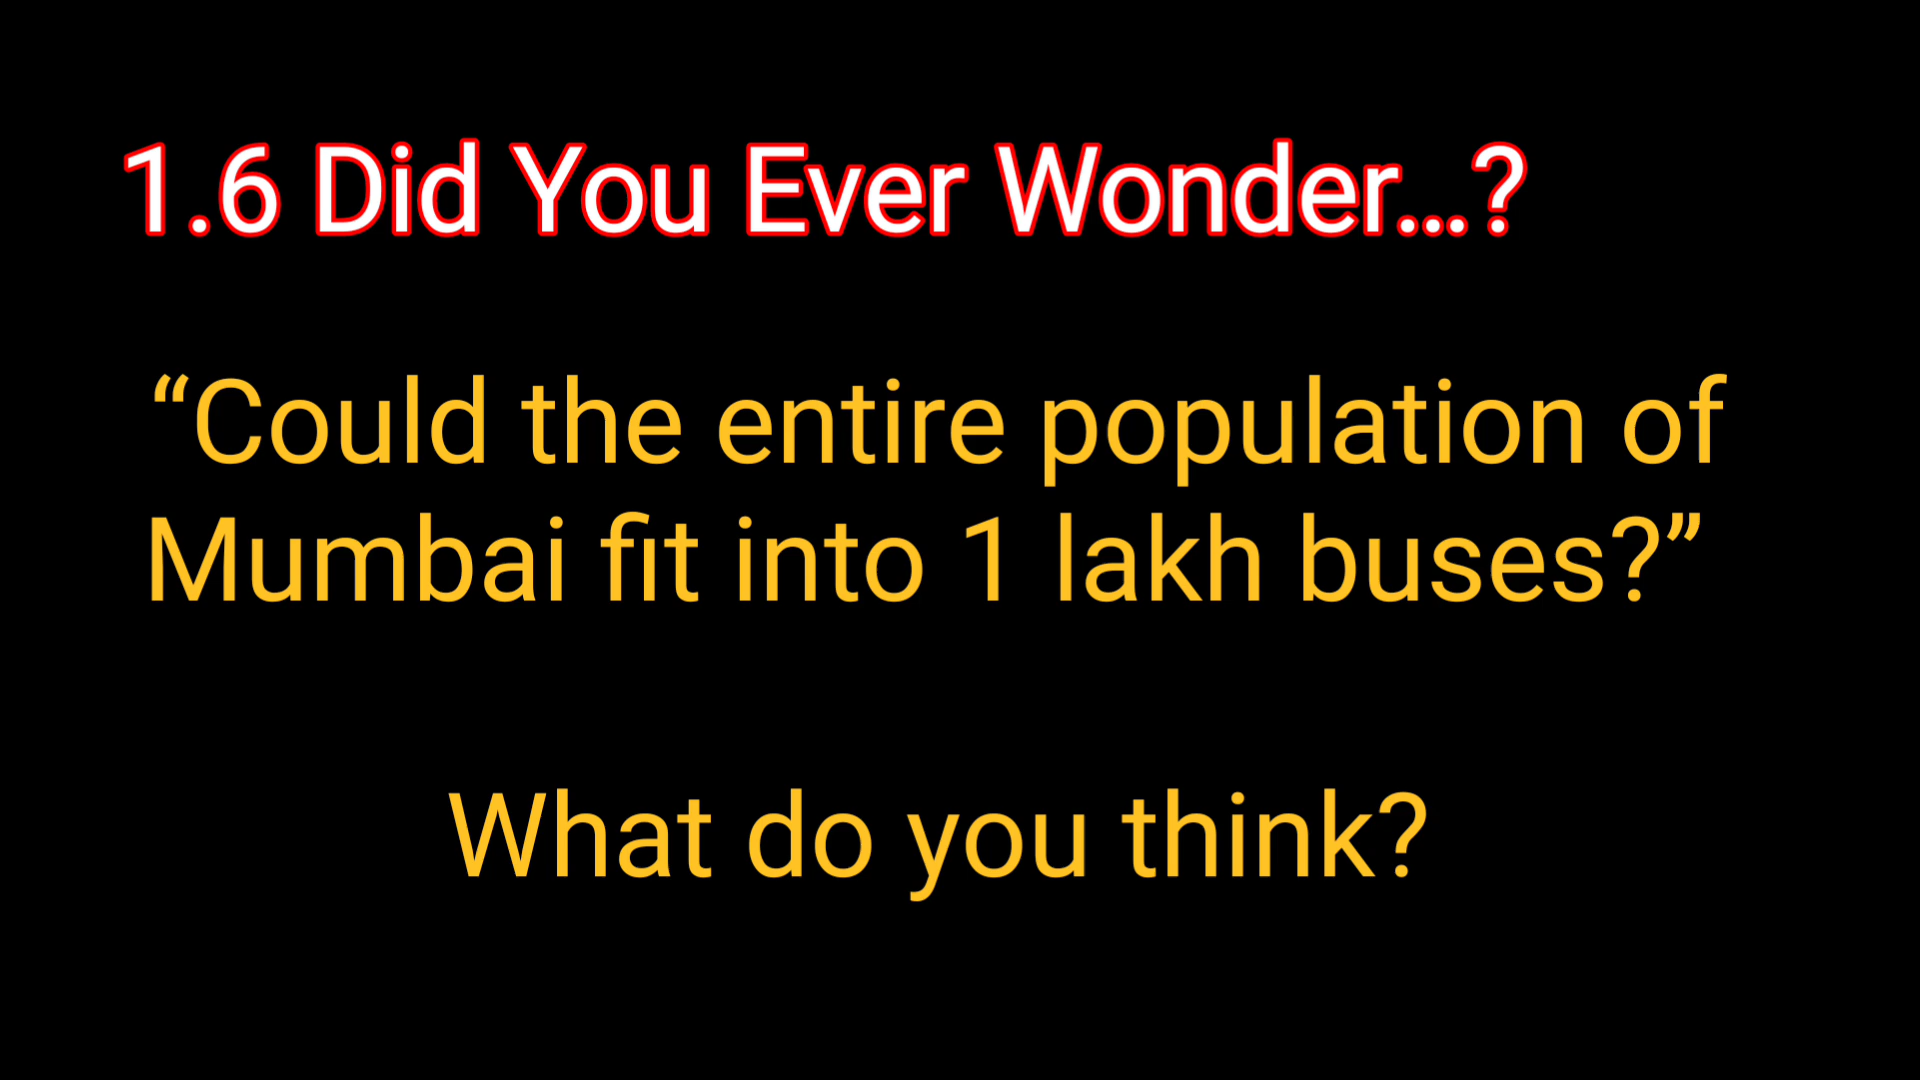 1.6 Did You Ever Wonder...?
“Could the entire population of
Mumbai fit into 1 lakh buses?”
What do you think?